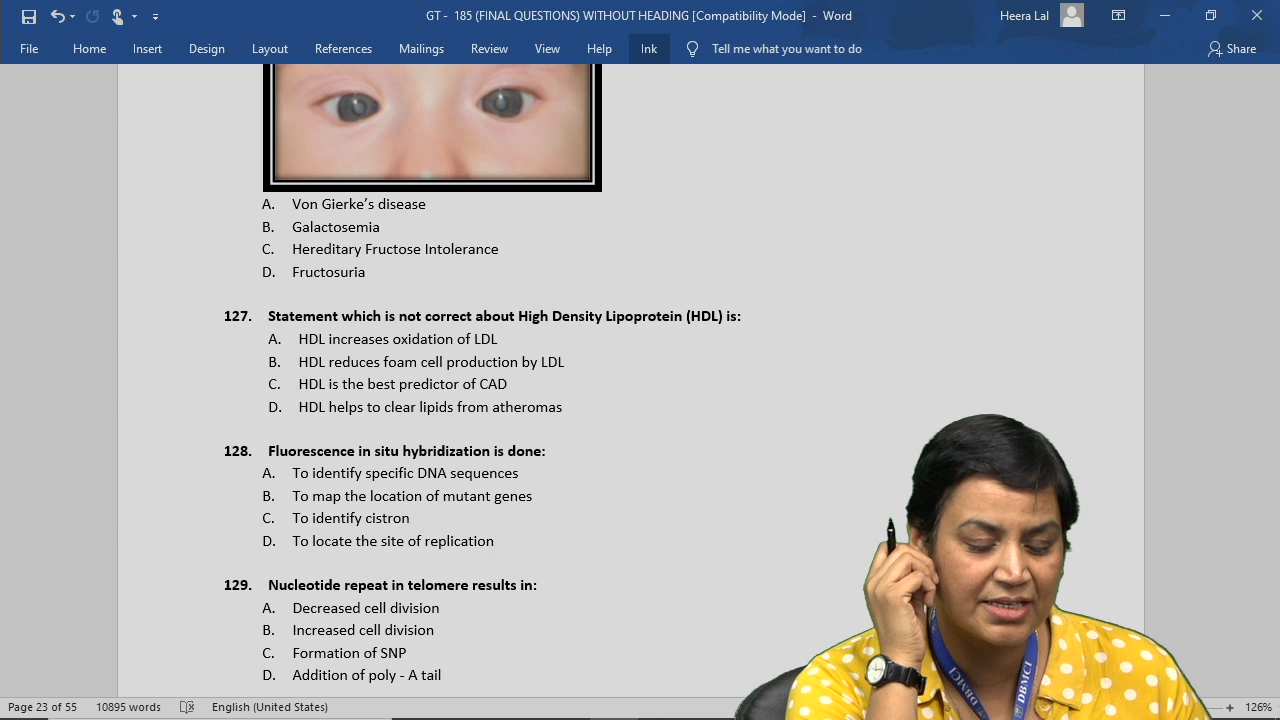 GT - 185 (FINAL QUESTIONS) WITHOUT HEADING [Compatibility Mode] - Word
Heera Lal
File Home Insert Design Layout References Mailings Review View Help Ink Tell me what you want to do Share
A. Von Gierke’s disease
B. Galactosemia
C. Hereditary Fructose Intolerance
D. Fructosuria
127. Statement which is not correct about High Density Lipoprotein (HDL) is:
A. HDL increases oxidation of LDL
B. HDL reduces foam cell production by LDL
C. HDL is the best predictor of CAD
D. HDL helps to clear lipids from atheromas
128. Fluorescence in situ hybridization is done:
A. To identify specific DNA sequences
B. To map the location of mutant genes
C. To identify cistron
D. To locate the site of replication
129. Nucleotide repeat in telomere results in:
A. Decreased cell division
B. Increased cell division
C. Formation of SNP
D. Addition of poly - A tail
DBMCI DBMCI
Page 23 of 55 10895 words English (United States) + 126%